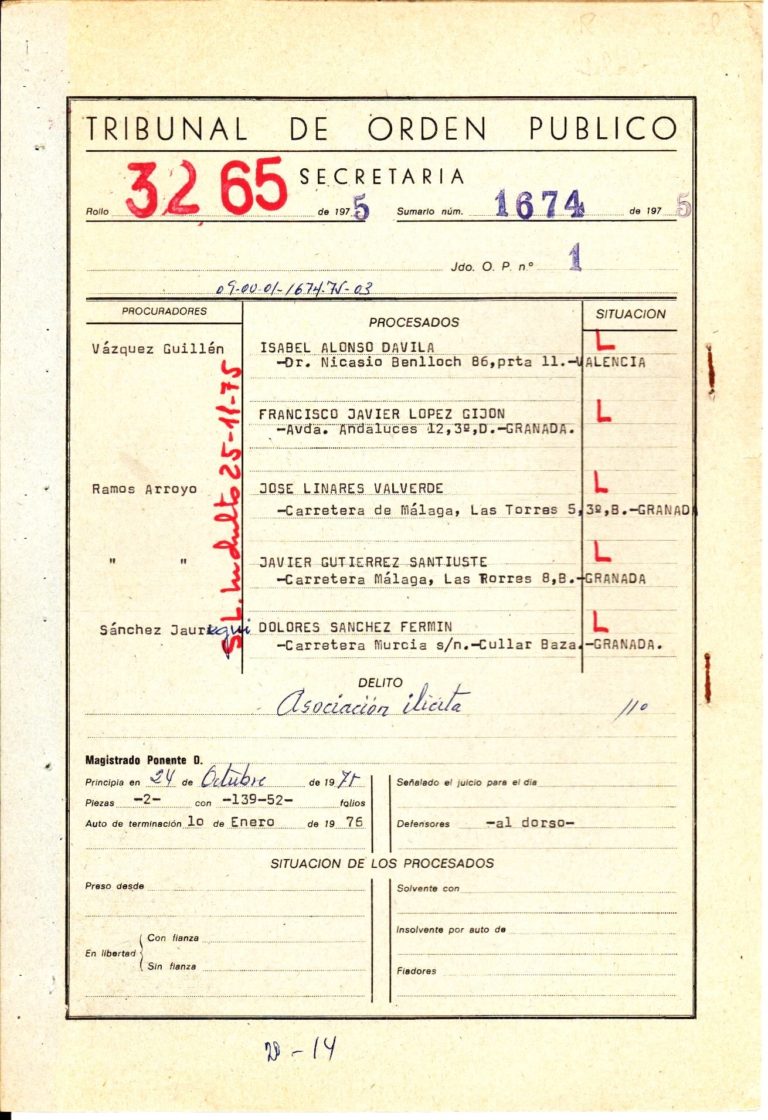 TRIBUNAL DE ORDEN PUBLICO
SECRETARIA
Rollo 3265 de 1975 Sumario núm. 1674 de 1975
Jdo. O. P. nº 1
09-00-01-1674-75-03
PROCURADORES
PROCESADOS
SITUACION
Vázquez Guillén
ISABEL ALONSO DAVILA L
-Dr. Nicasio Benlloch 86,prta 11.-VALENCIA
FRANCISCO JAVIER LOPEZ GIJON L
-Avda. Andaluces 12,3º,D.-GRANADA.
Ramos Arroyo
JOSE LINARES VALVERDE L
-Carretera de Málaga, Las Torres 5,3º,B.-GRANADA
" "
JAVIER GUTIERREZ SANTIUSTE L
-Carretera Málaga, Las Torres 8,B.-GRANADA
Sánchez Jauregui
DOLORES SANCHEZ FERMIN L
-Carretera Murcia s/n.-Cullar Baza.-GRANADA.
S. L. Indulto 25-11-75
DELITO
Asociación ilícita
Magistrado Ponente D.
Principia en 24 de Octubre de 1975
Piezas -2- con -139-52- folios
Auto de terminación 10 de Enero de 1976
Señalado el juicio para el día
Defensores -al dorso-
SITUACION DE LOS PROCESADOS
Preso desde
En libertad
Con fianza
Sin fianza
Solvente con
Insolvente por auto de
Fiadores